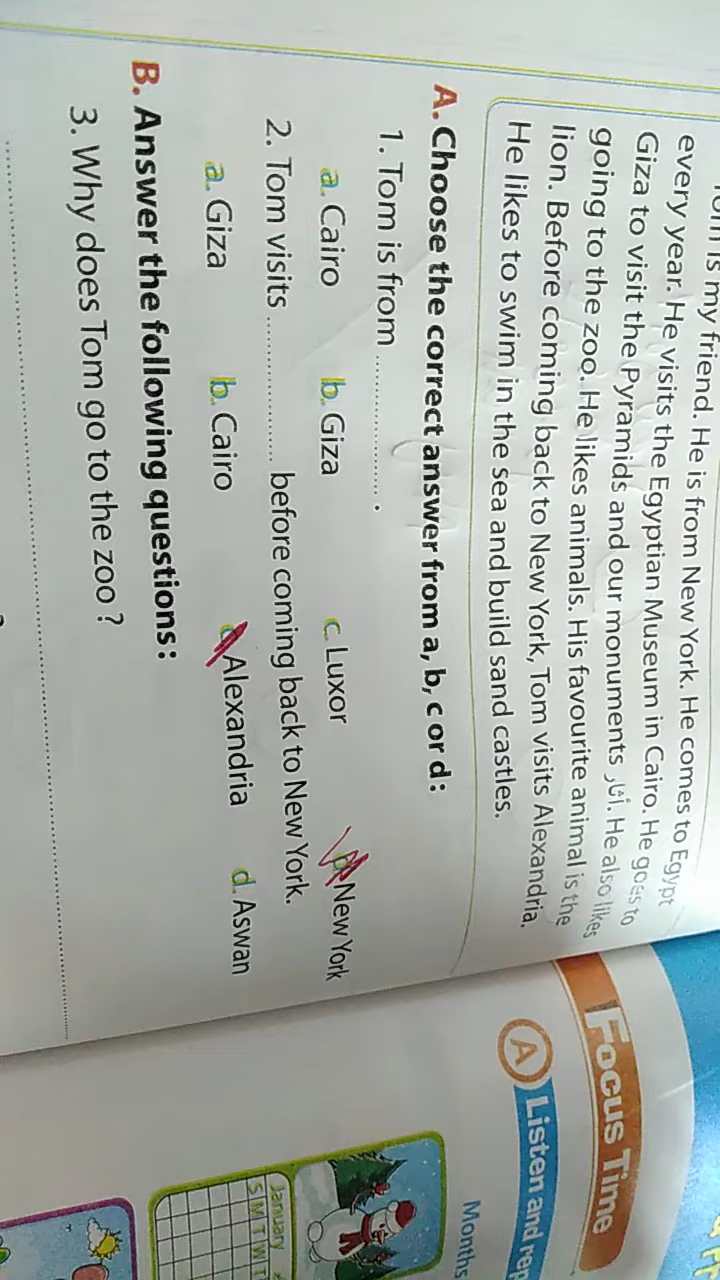 is my friend. He is from New York. He comes to Egypt
every year. He visits the Egyptian Museum in Cairo. He goes to
Giza to visit the Pyramids and our monuments آثار. He also likes
going to the zoo. He likes animals. His favourite animal is the
lion. Before coming back to New York, Tom visits Alexandria.
He likes to swim in the sea and build sand castles.
A. Choose the correct answer from a, b, c or d:
1. Tom is from .................... .
a. Cairo b. Giza c. Luxor d. New York
2. Tom visits .................... before coming back to New York.
a. Giza b. Cairo c. Alexandria d. Aswan
B. Answer the following questions:
3. Why does Tom go to the zoo?
Focus Time
A Listen and
Months
January
S M T W T